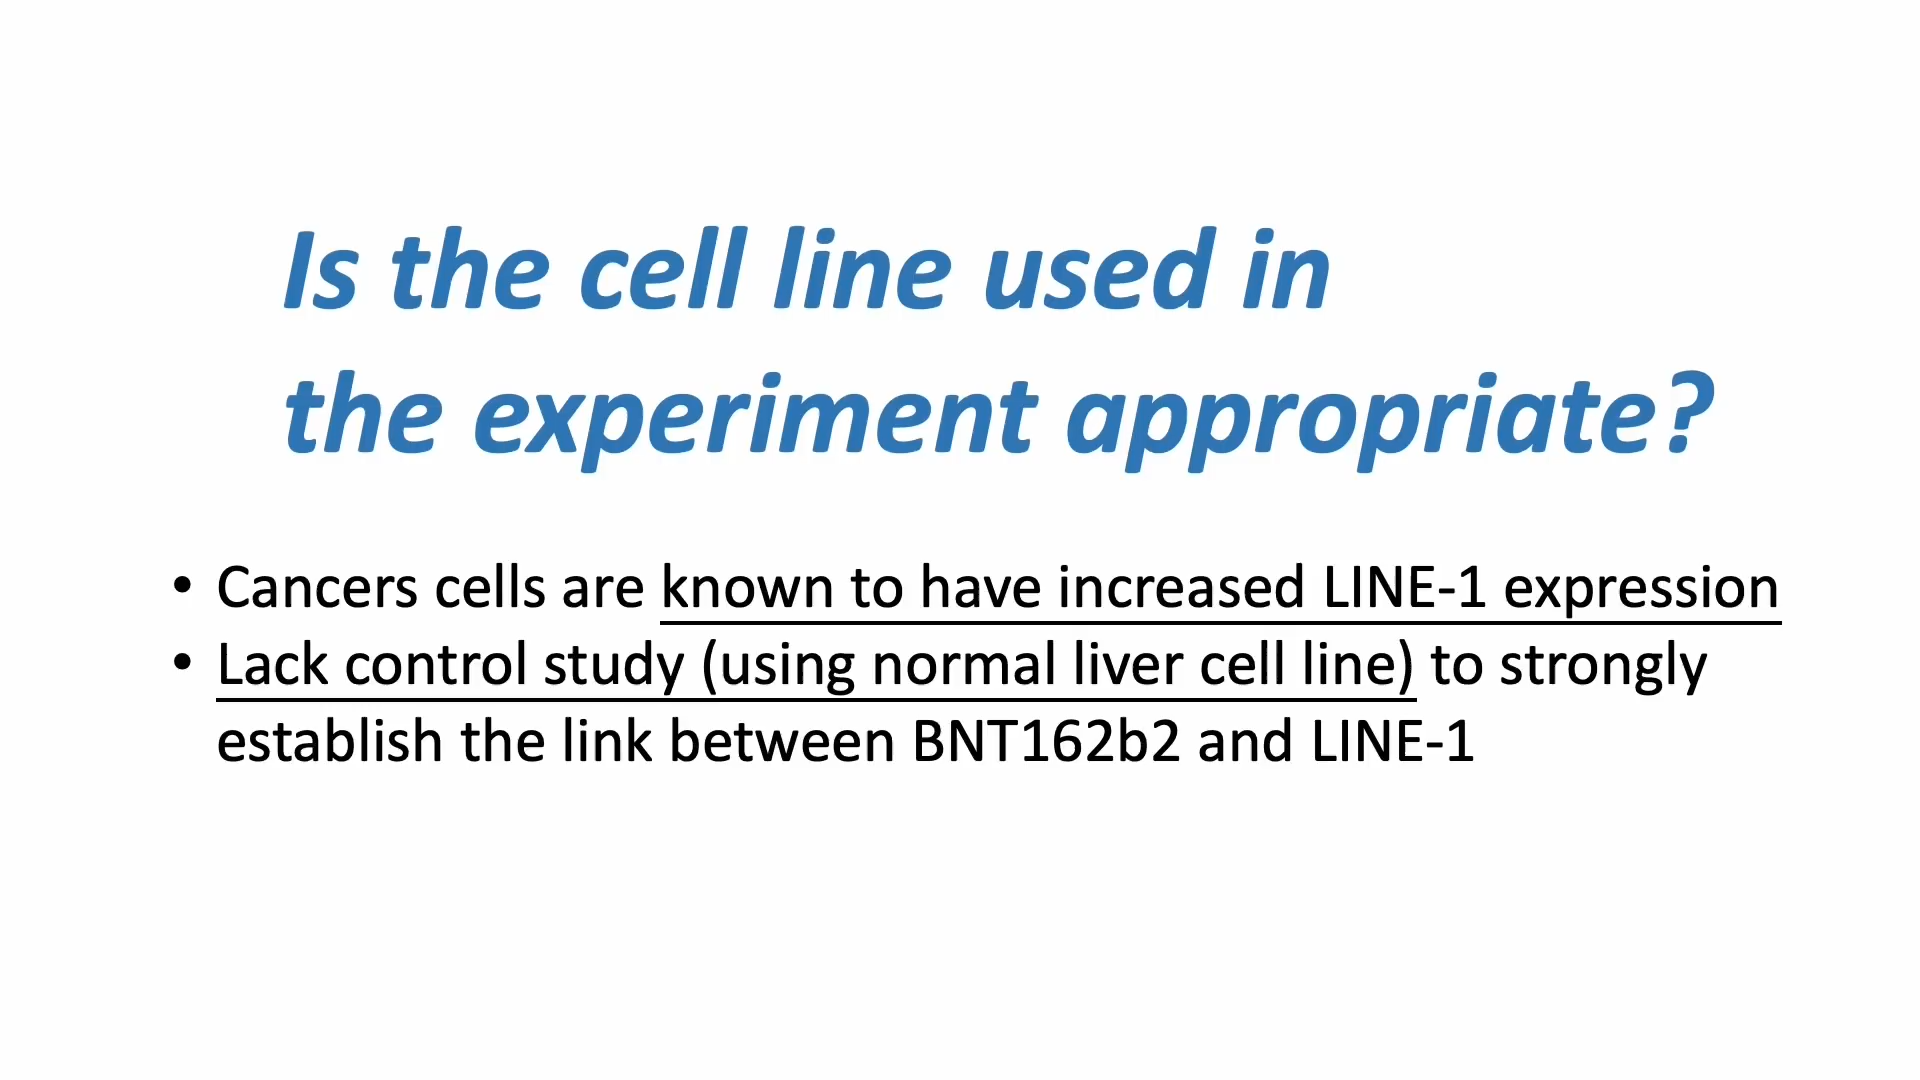 Is the cell line used in
the experiment appropriate?
• Cancers cells are known to have increased LINE-1 expression
• Lack control study (using normal liver cell line) to strongly
establish the link between BNT162b2 and LINE-1